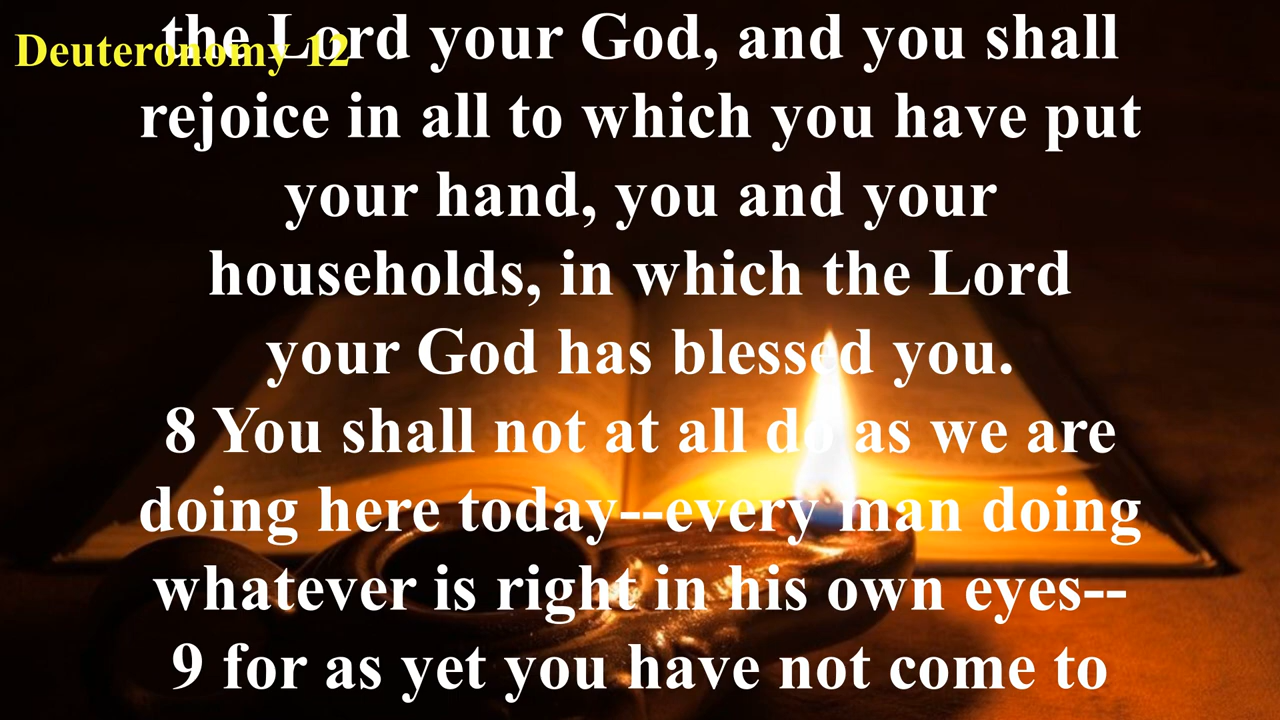 Deuteronomy 12
the Lord your God, and you shall
rejoice in all to which you have put
your hand, you and your
households, in which the Lord
your God has blessed you.
8 You shall not at all do as we are
doing here today--every man doing
whatever is right in his own eyes--
9 for as yet you have not come to